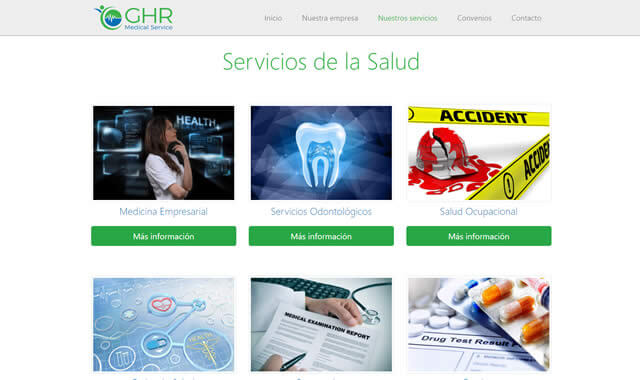 GHR
Medical Service
Inicio
Nuestra empresa
Nuestros servicios
Convenios
Contacto
Servicios de la Salud
HEALTH
ACCIDENT
ACCIDENT
Medicina Empresarial
Servicios Odontológicos
Salud Ocupacional
Más información
Más información
Más información
MEDICAL EXAMINATION REPORT
Drug Test Result